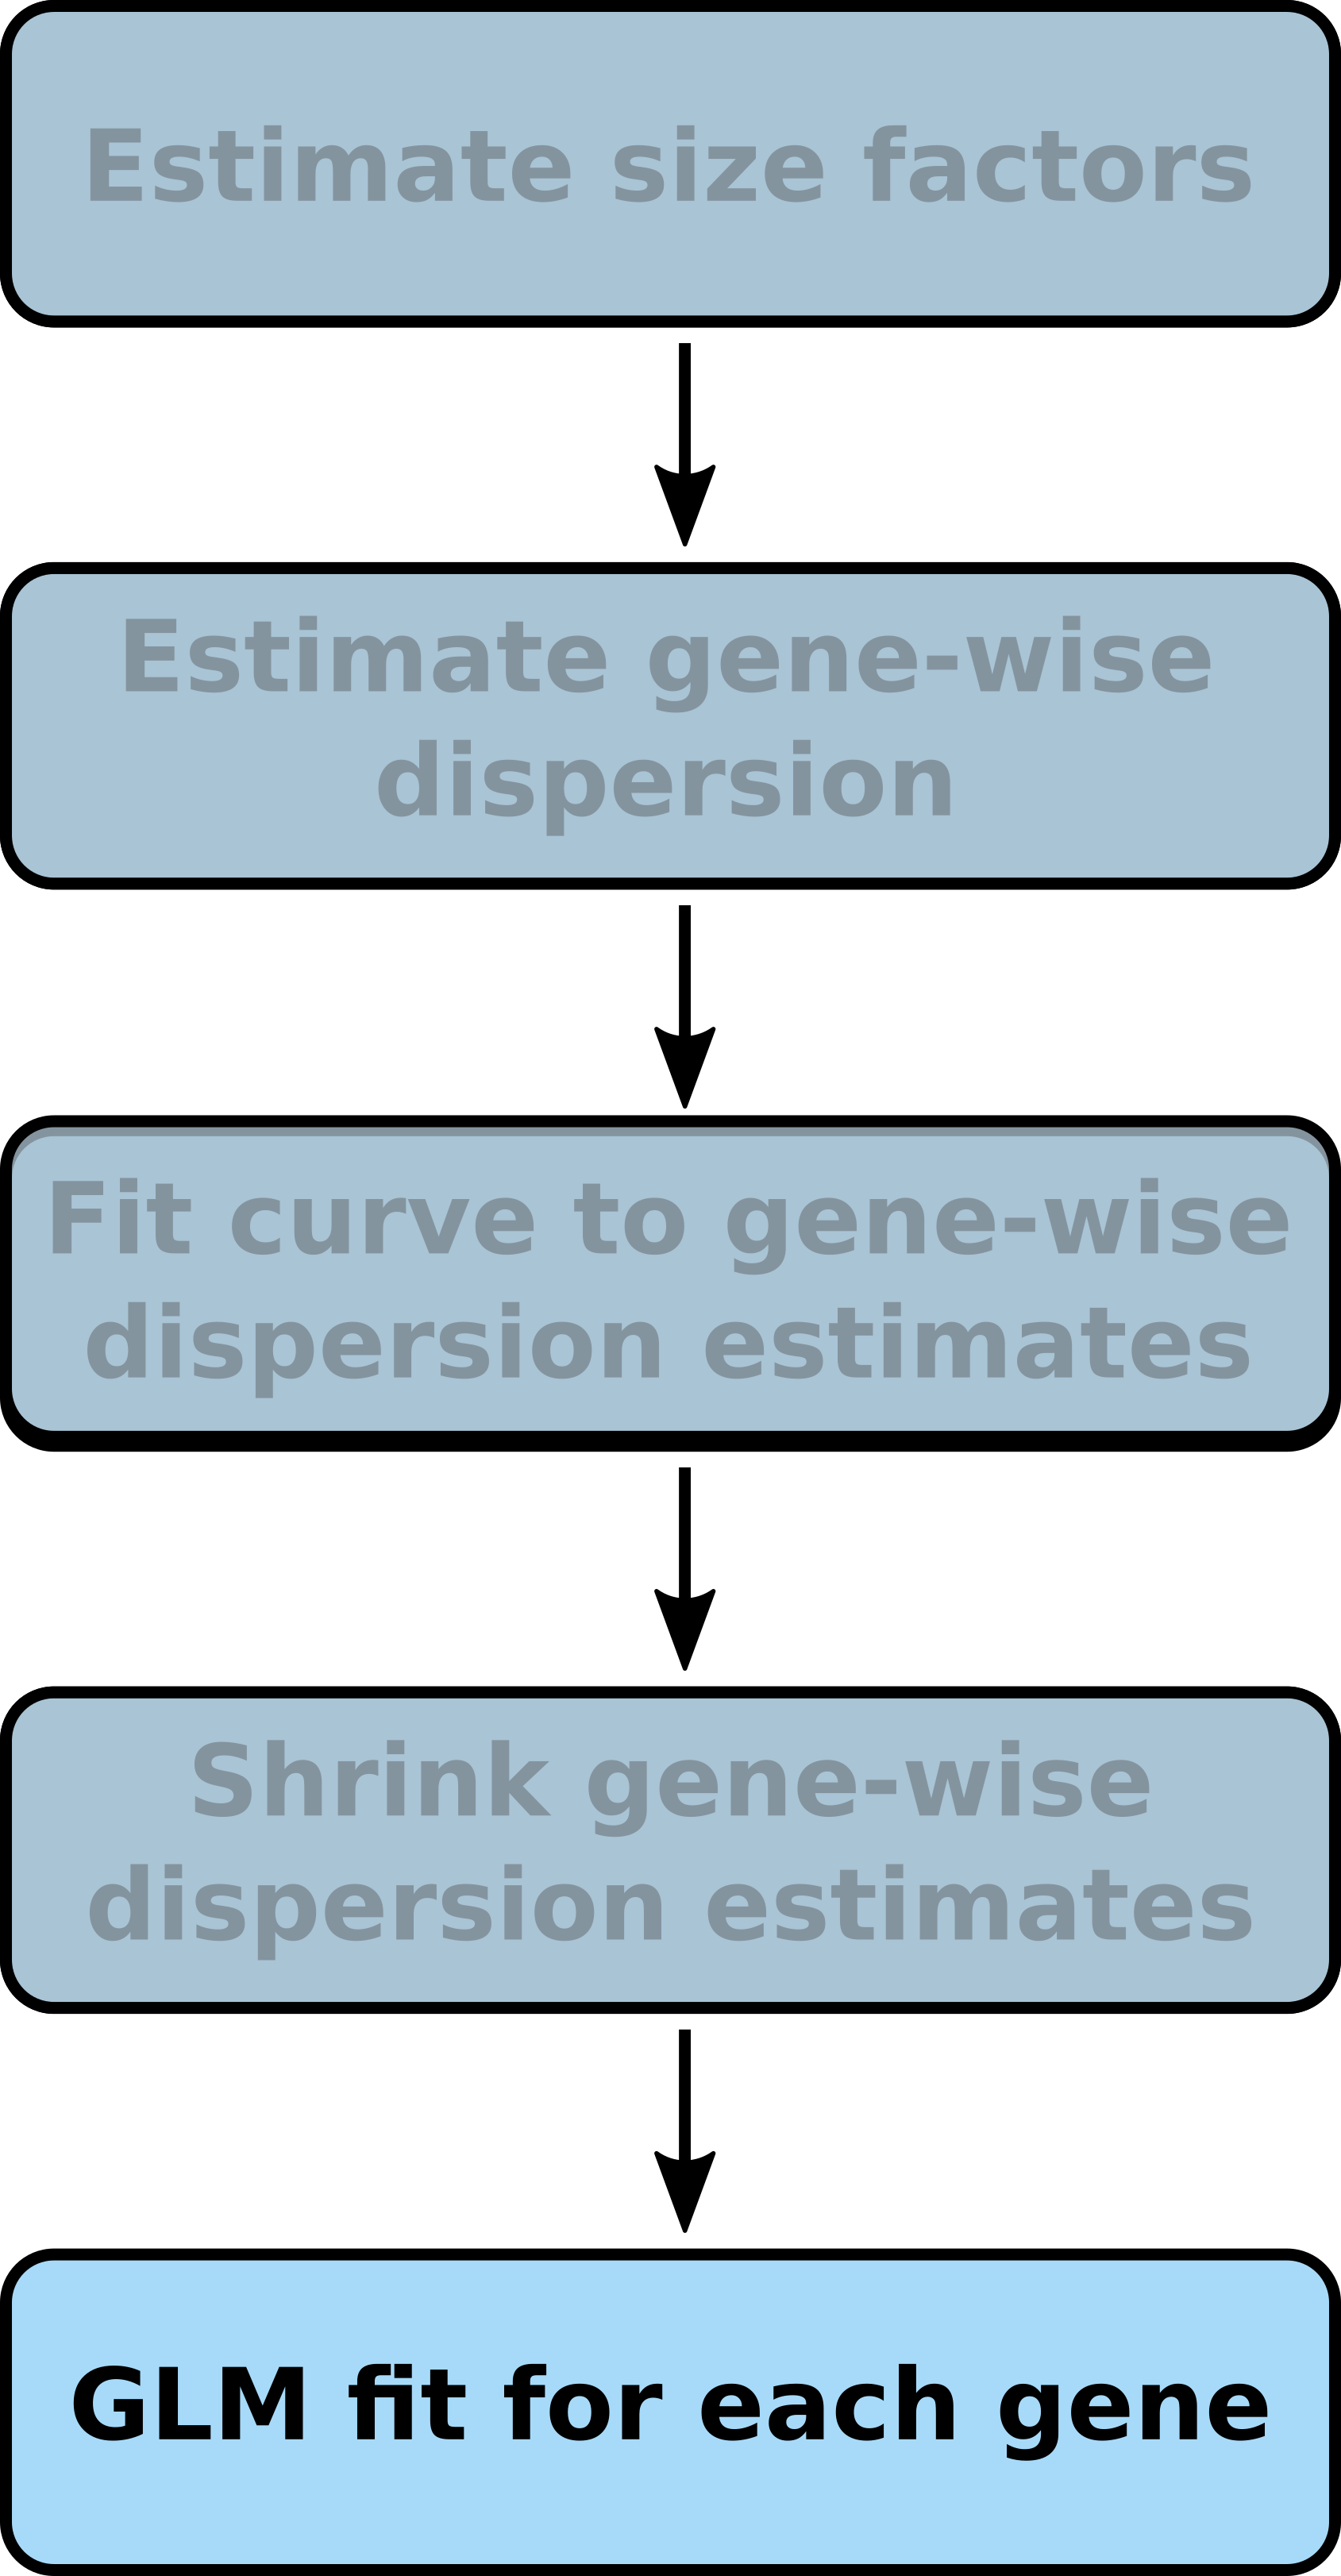 Estimate size factors
Estimate gene-wise
dispersion
Fit curve to gene-wise
dispersion estimates
Shrink gene-wise
dispersion estimates
GLM fit for each gene